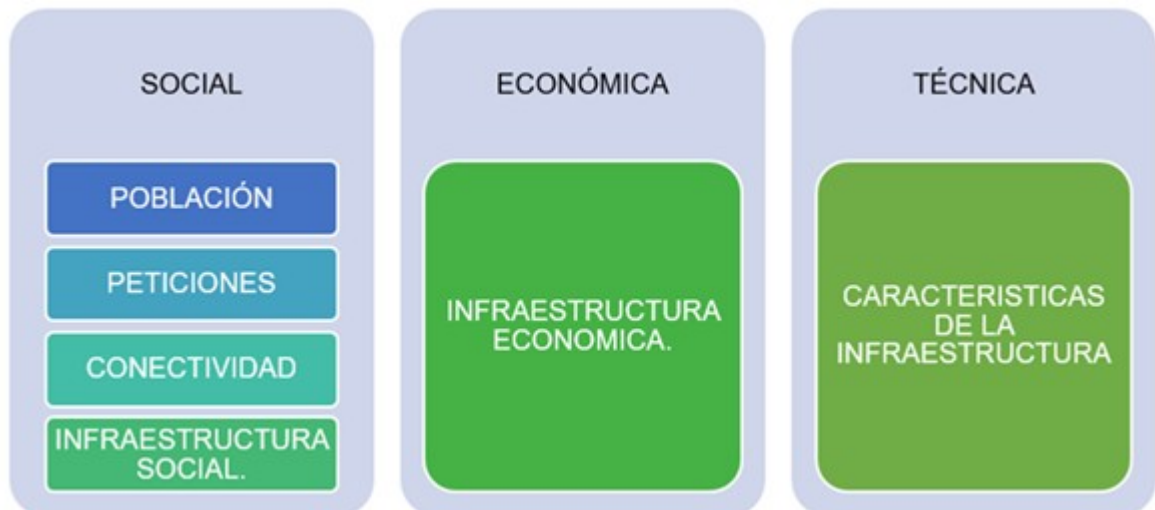 SOCIAL
POBLACIÓN
PETICIONES
CONECTIVIDAD
INFRAESTRUCTURA
SOCIAL.
ECONÓMICA
INFRAESTRUCTURA
ECONOMICA.
TÉCNICA
CARACTERISTICAS
DE LA
INFRAESTRUCTURA